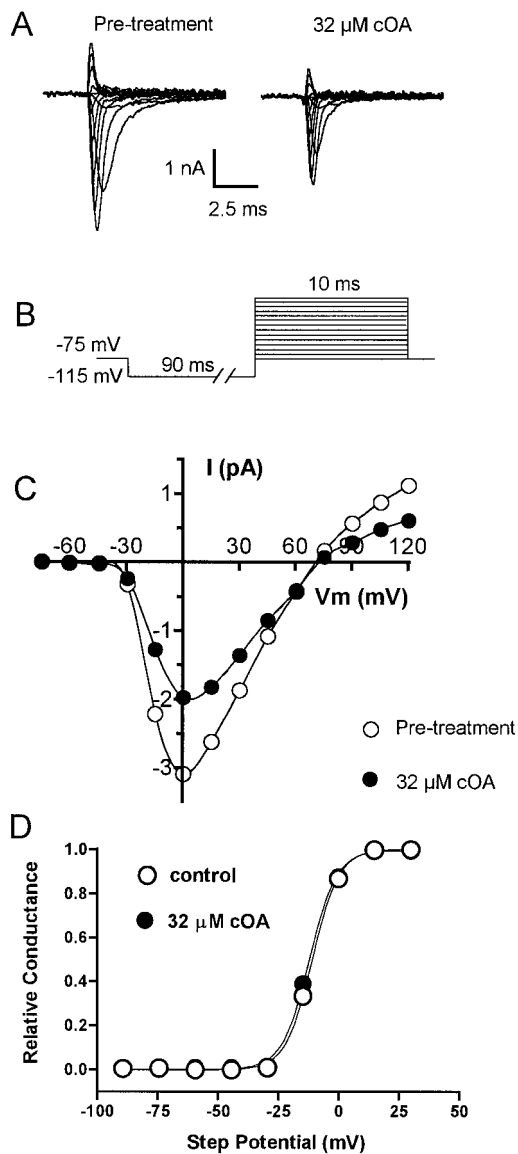 A
Pre-treatment
32 µM cOA
1 nA
2.5 ms
B
10 ms
-75 mV
90 ms
-115 mV
C
I (pA)
1
-60
-30
30
60
90
120
Vm (mV)
-1
-2
-3
Pre-treatment
32 µM cOA
D
1.0
0.8
0.6
0.4
0.2
0.0
control
32 µM cOA
Relative Conductance
-100
-75
-50
-25
0
25
50
Step Potential (mV)